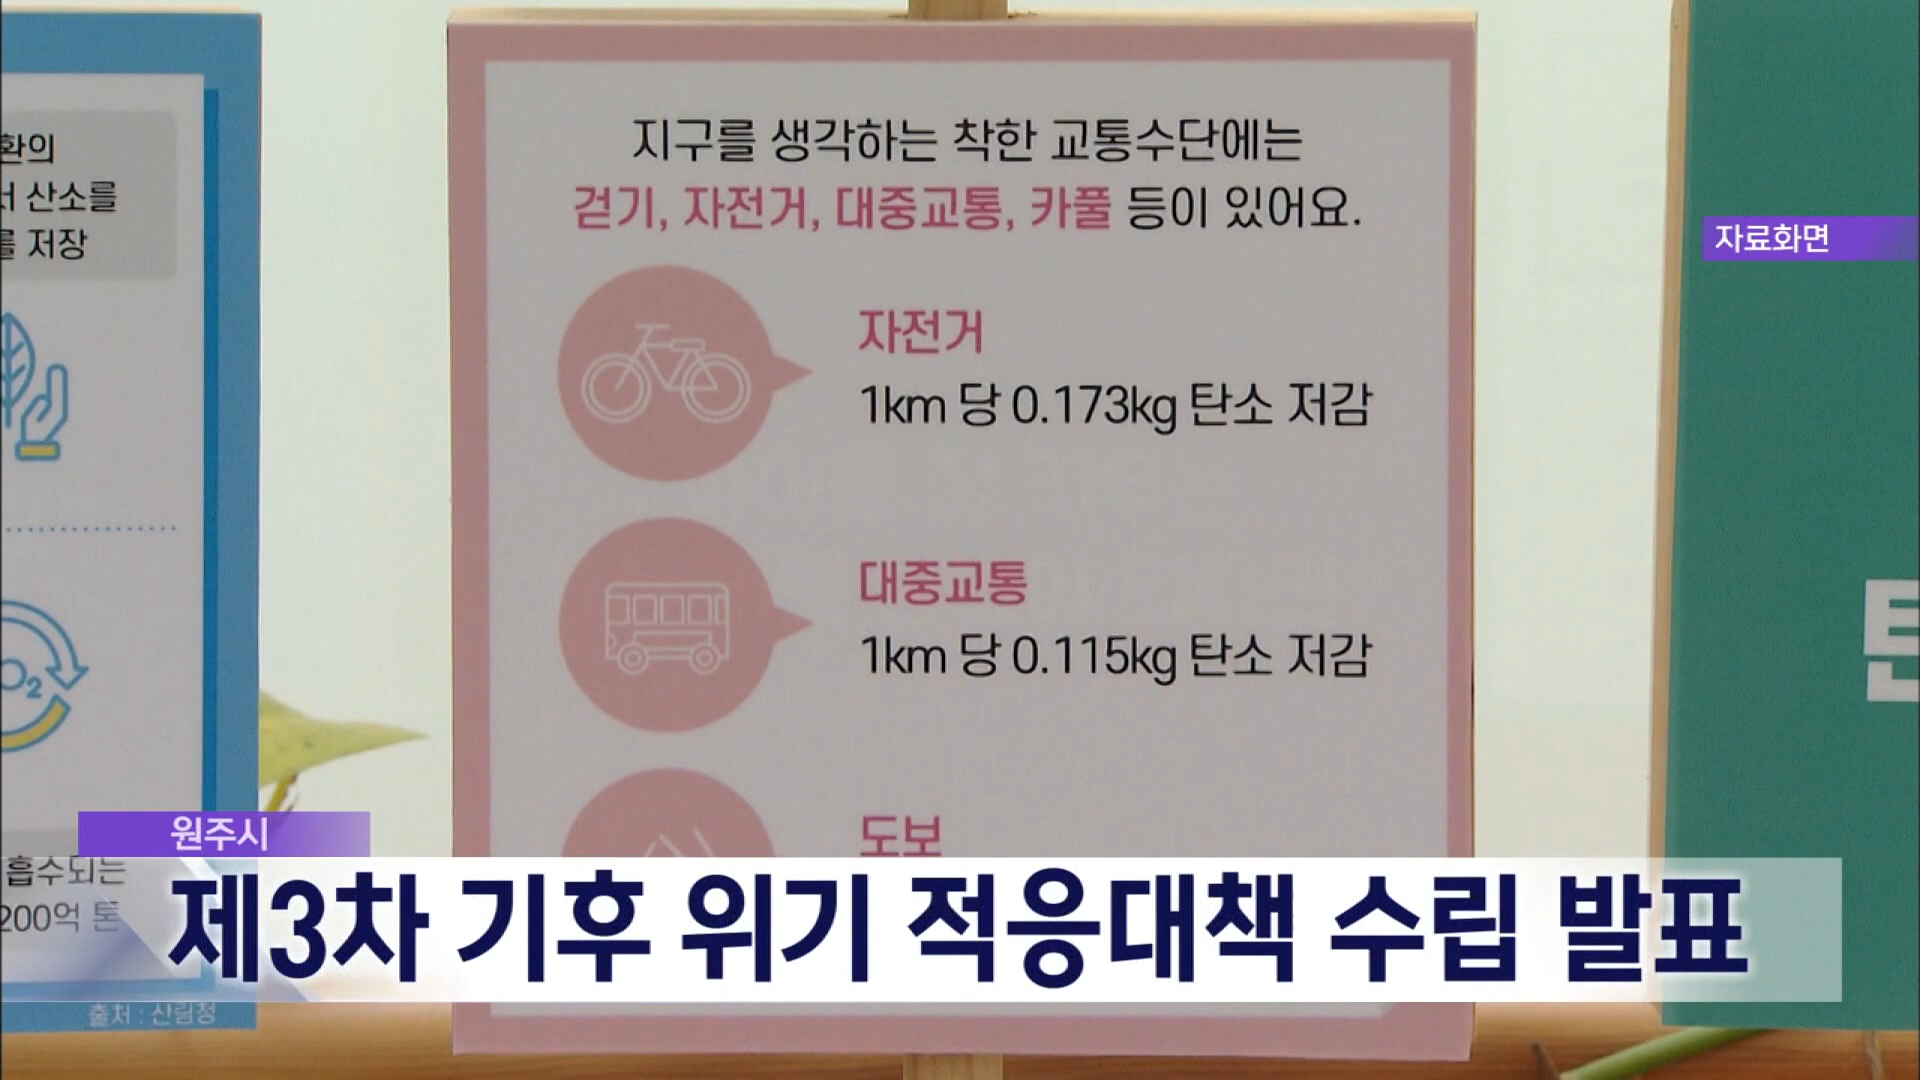 환의
서 산소를
를 저장
O₂
흡수되는
200억 톤
출처 : 산림청
지구를 생각하는 착한 교통수단에는
걷기, 자전거, 대중교통, 카풀 등이 있어요.
자전거
1km 당 0.173kg 탄소 저감
대중교통
1km 당 0.115kg 탄소 저감
도보
자료화면
원주시
제3차 기후 위기 적응대책 수립 발표